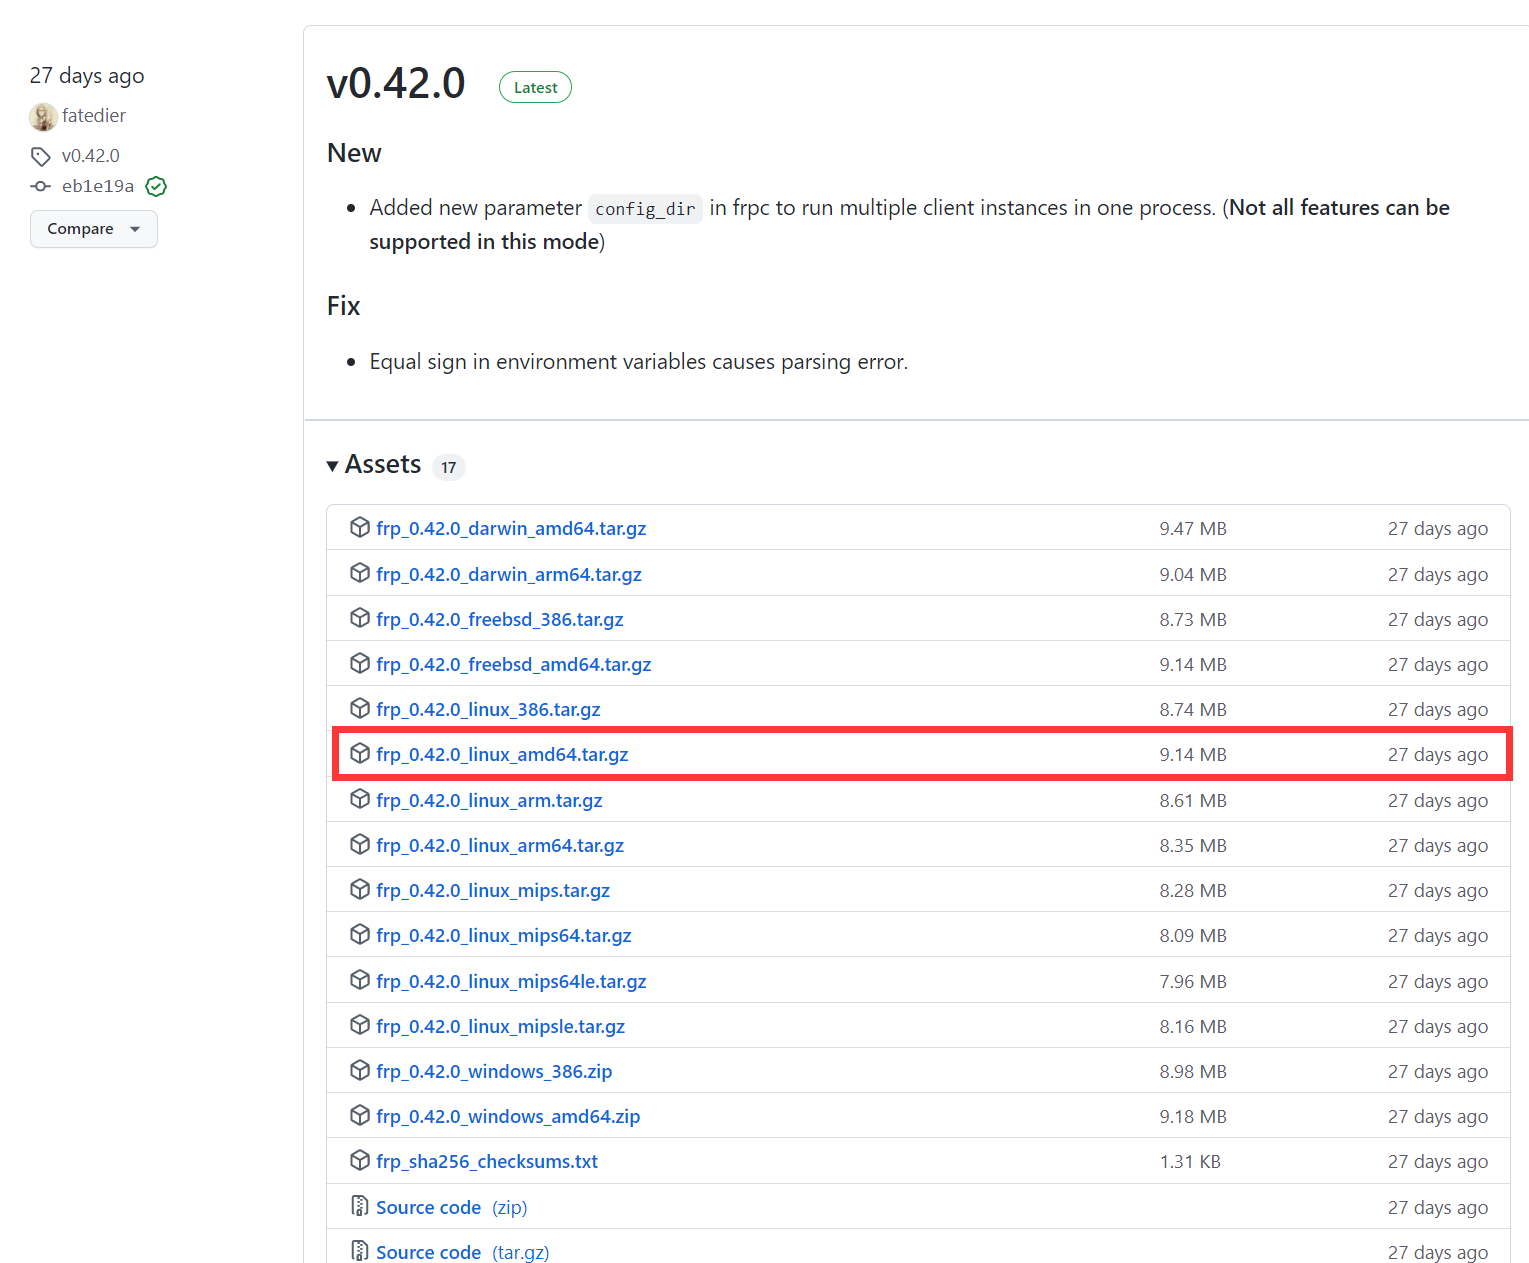 27 days ago
fatedier
v0.42.0
eb1e19a
Compare
v0.42.0 Latest
New
Added new parameter config_dir in frpc to run multiple client instances in one process. (Not all features can be
supported in this mode)
Fix
Equal sign in environment variables causes parsing error.
Assets 17
frp_0.42.0_darwin_amd64.tar.gz 9.47 MB 27 days ago
frp_0.42.0_darwin_arm64.tar.gz 9.04 MB 27 days ago
frp_0.42.0_freebsd_386.tar.gz 8.73 MB 27 days ago
frp_0.42.0_freebsd_amd64.tar.gz 9.14 MB 27 days ago
frp_0.42.0_linux_386.tar.gz 8.74 MB 27 days ago
frp_0.42.0_linux_amd64.tar.gz 9.14 MB 27 days ago
frp_0.42.0_linux_arm.tar.gz 8.61 MB 27 days ago
frp_0.42.0_linux_arm64.tar.gz 8.35 MB 27 days ago
frp_0.42.0_linux_mips.tar.gz 8.28 MB 27 days ago
frp_0.42.0_linux_mips64.tar.gz 8.09 MB 27 days ago
frp_0.42.0_linux_mips64le.tar.gz 7.96 MB 27 days ago
frp_0.42.0_linux_mipsle.tar.gz 8.16 MB 27 days ago
frp_0.42.0_windows_386.zip 8.98 MB 27 days ago
frp_0.42.0_windows_amd64.zip 9.18 MB 27 days ago
frp_sha256_checksums.txt 1.31 KB 27 days ago
Source code (zip) 27 days ago
Source code (tar.gz) 27 days ago